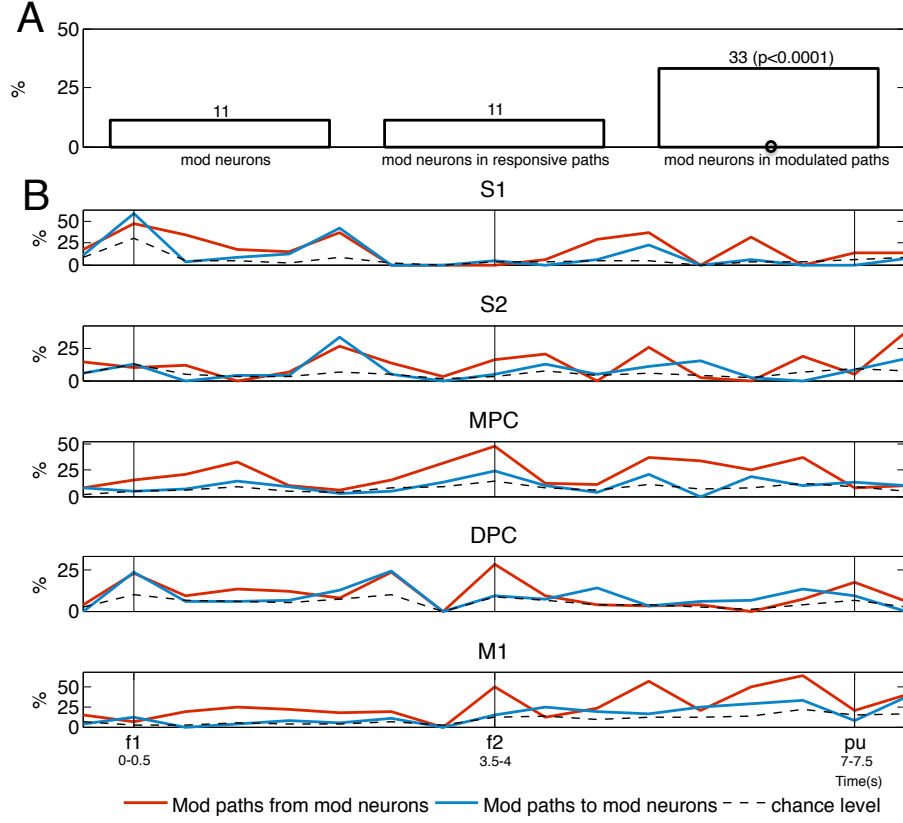 A
50
25
0
%
11
11
33 (p<0.0001)
mod neurons
mod neurons in responsive paths
mod neurons in modulated paths
B
S1
50
25
0
%
S2
25
0
%
MPC
50
25
0
%
DPC
25
0
%
M1
50
25
0
%
f1
f2
pu
0-0.5
3.5-4
7-7.5
Time(s)
Mod paths from mod neurons
Mod paths to mod neurons
chance level